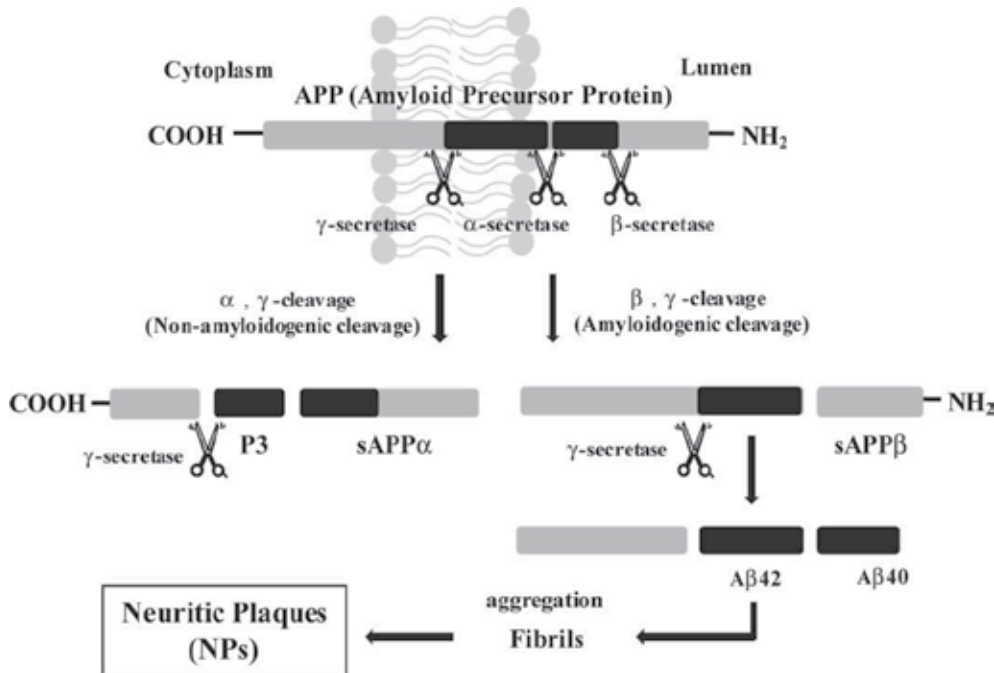 Cytoplasm
Lumen
APP (Amyloid Precursor Protein)
COOH
NH₂
γ-secretase
α-secretase
β-secretase
α , γ -cleavage
(Non-amyloidogenic cleavage)
β , γ -cleavage
(Amyloidogenic cleavage)
COOH
NH₂
γ-secretase
P3
sAPPα
γ-secretase
sAPPβ
Aβ42
Aβ40
aggregation
Fibrils
Neuritic Plaques
(NPs)